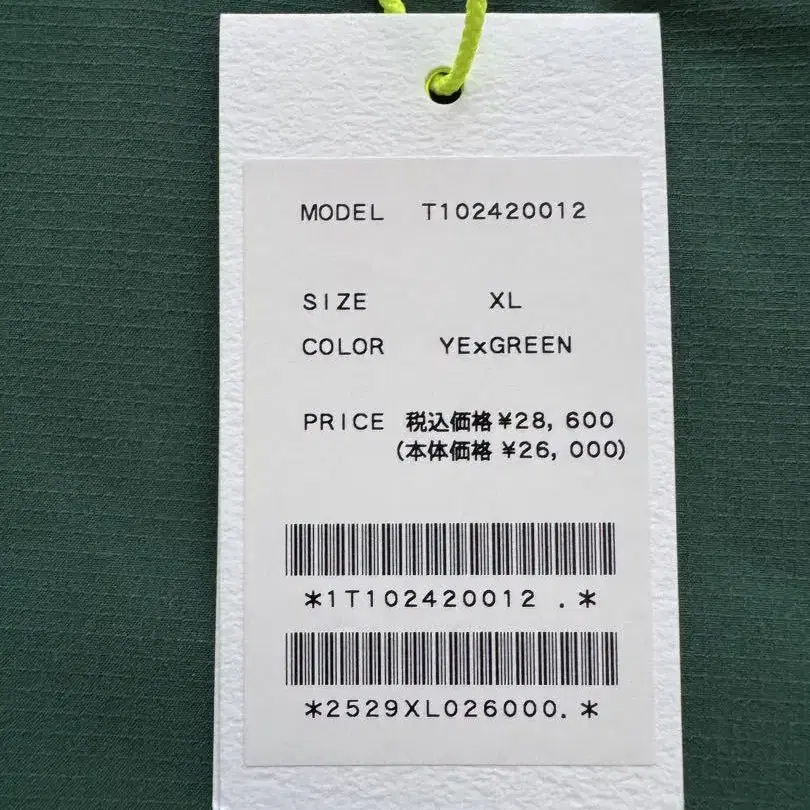 MODEL T102420012
SIZE XL
COLOR YExGREEN
PRICE 税込価格 ¥28, 600
(本体価格 ¥26, 000)
*1T102420012 .*
*2529XL026000.*